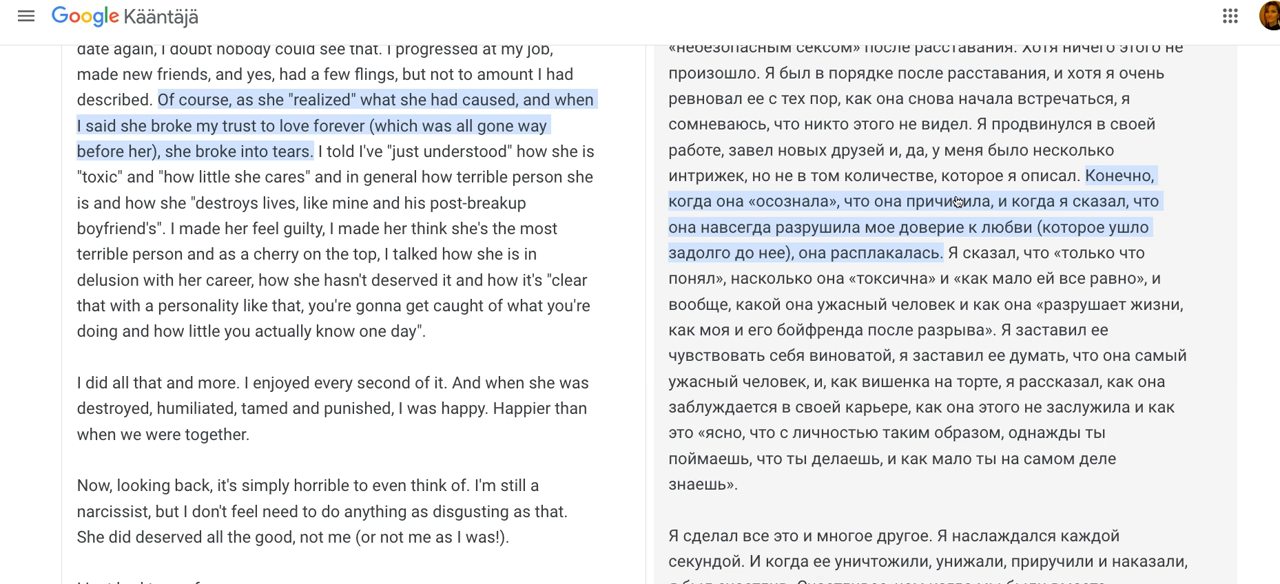 Google Kääntäjä
date again, I doubt nobody could see that. I progressed at my job,
made new friends, and yes, had a few flings, but not to amount I had
described. Of course, as she "realized" what she had caused, and when
I said she broke my trust to love forever (which was all gone way
before her), she broke into tears. I told I've "just understood" how she is
"toxic" and "how little she cares" and in general how terrible person she
is and how she "destroys lives, like mine and his post-breakup
boyfriend's". I made her feel guilty, I made her think she's the most
terrible person and as a cherry on the top, I talked how she is in
delusion with her career, how she hasn't deserved it and how it's "clear
that with a personality like that, you're gonna get caught of what you're
doing and how little you actually know one day".
I did all that and more. I enjoyed every second of it. And when she was
destroyed, humiliated, tamed and punished, I was happy. Happier than
when we were together.
Now, looking back, it's simply horrible to even think of. I'm still a
narcissist, but I don't feel need to do anything as disgusting as that.
She did deserved all the good, not me (or not me as I was!).
«небезопасным сексом» после расставания. Хотя ничего этого не
произошло. Я был в порядке после расставания, и хотя я очень
ревновал ее с тех пор, как она снова начала встречаться, я
сомневаюсь, что никто этого не видел. Я продвинулся в своей
работе, завел новых друзей и, да, у меня было несколько
интрижек, но не в том количестве, которое я описал. Конечно,
когда она «осознала», что она причинила, и когда я сказал, что
она навсегда разрушила мое доверие к любви (которое ушло
задолго до нее), она расплакалась. Я сказал, что «только что
понял», насколько она «токсична» и «как мало ей все равно», и
вообще, какой она ужасный человек и как она «разрушает жизни,
как моя и его бойфренда после разрыва». Я заставил ее
чувствовать себя виноватой, я заставил ее думать, что она самый
ужасный человек, и, как вишенка на торте, я рассказал, как она
заблуждается в своей карьере, как она этого не заслужила и как
это «ясно, что с личностью таким образом, однажды ты
поймаешь, что ты делаешь, и как мало ты на самом деле
знаешь».
Я сделал все это и многое другое. Я наслаждался каждой
секундой. И когда ее уничтожили, унижали, приручили и наказали,